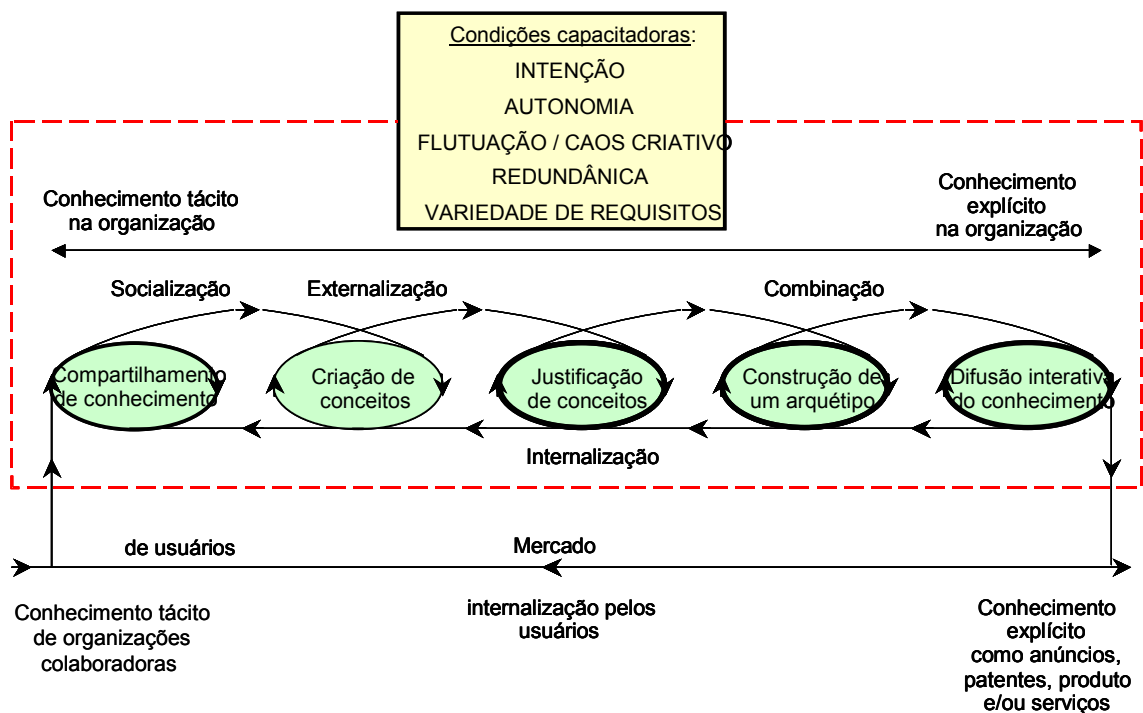 Condições capacitadoras:
INTENÇÃO
AUTONOMIA
FLUTUAÇÃO / CAOS CRIATIVO
REDUNDÂNICA
VARIEDADE DE REQUISITOS
Conhecimento tácito
na organização
Conhecimento
explícito
na organização
Socialização
Externalização
Combinação
Compartilhamento
de conhecimento
Criação de
conceitos
Justificação
de conceitos
Construção de
um arquétipo
Difusão interativa
do conhecimento
Internalização
de usuários
Mercado
Conhecimento tácito
de organizações
colaboradoras
internalização pelos
usuários
Conhecimento
explícito
como anúncios,
patentes, produto
e/ou serviços